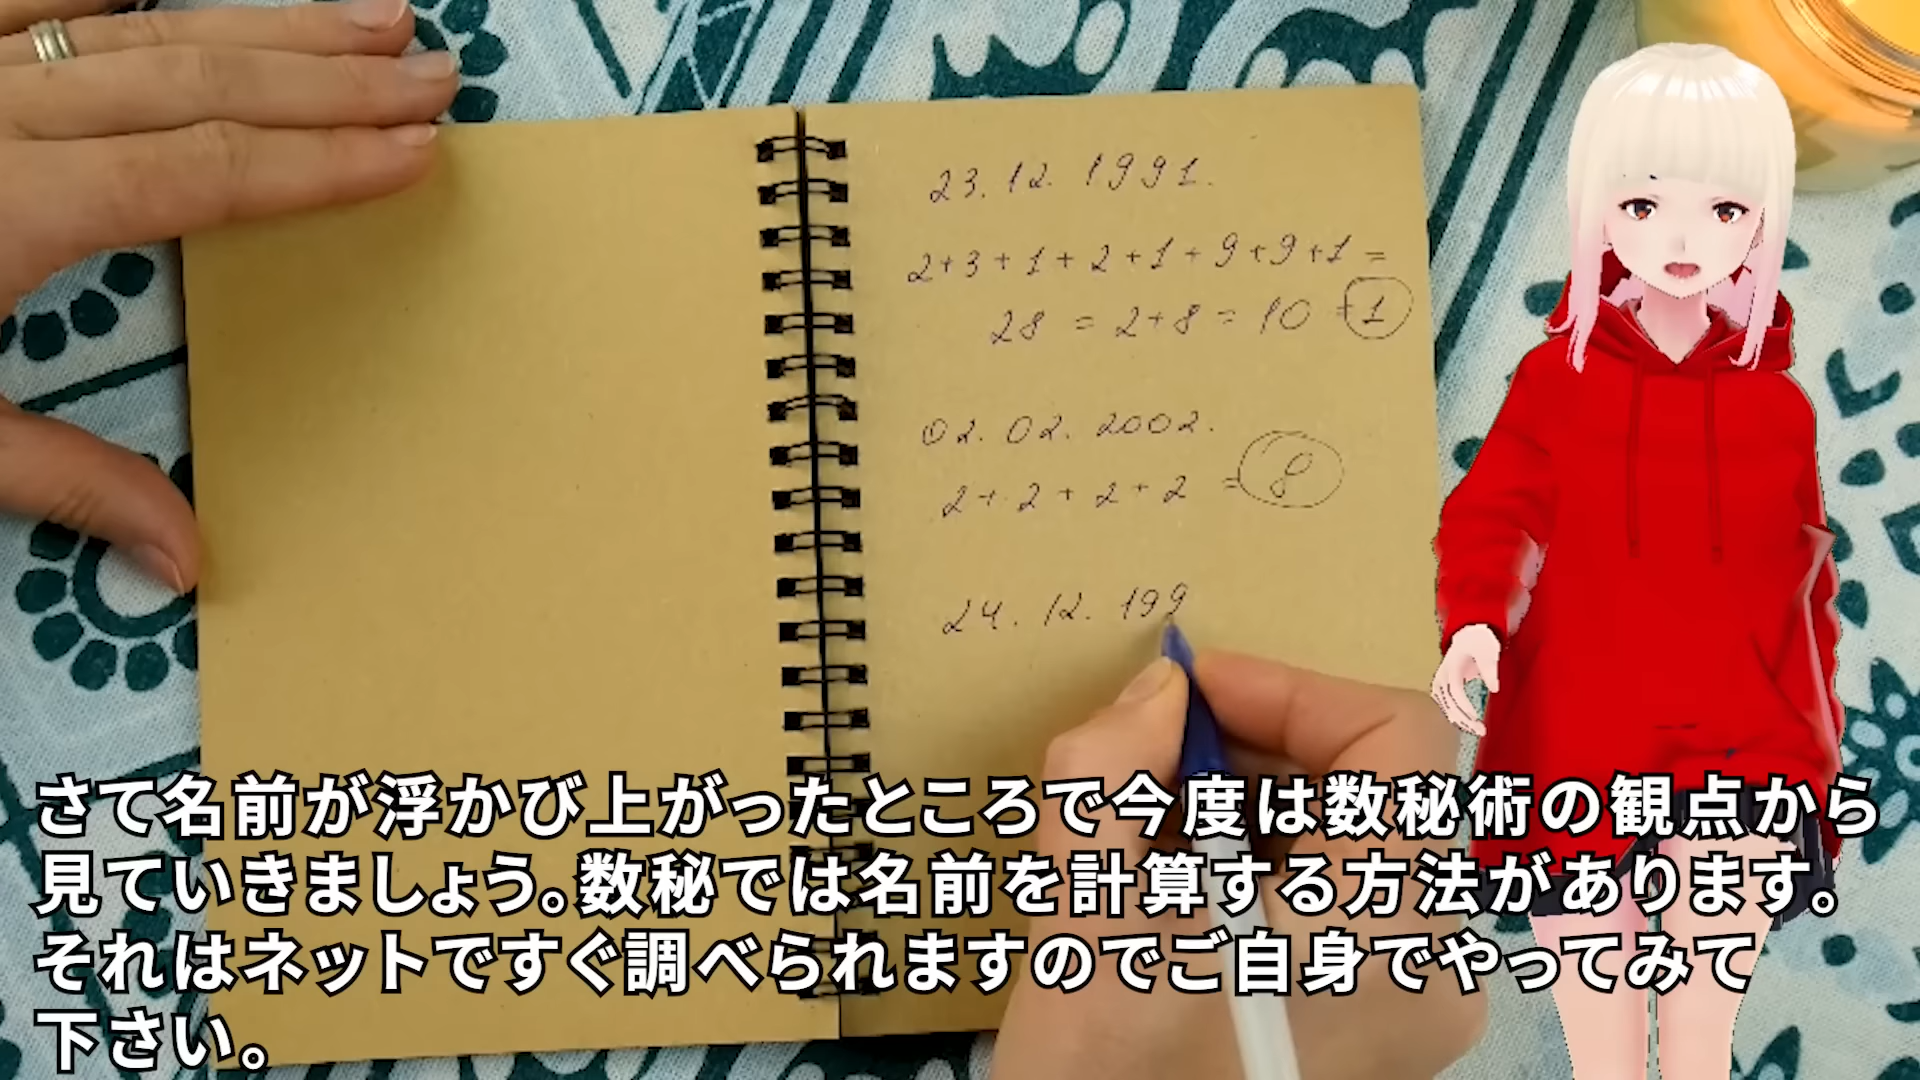 23.12.1991.
2+3+1+2+1+9+9+1=
28 = 2+8 = 10 = 1
02.02.2002.
2+2+2+2 = 8
24.12.199
さて名前が浮かび上がったところで今度は数秘術の観点から
見ていきましょう。数秘では名前を計算する方法があります。
それはネットですぐ調べられますのでご自身でやってみて
下さい。